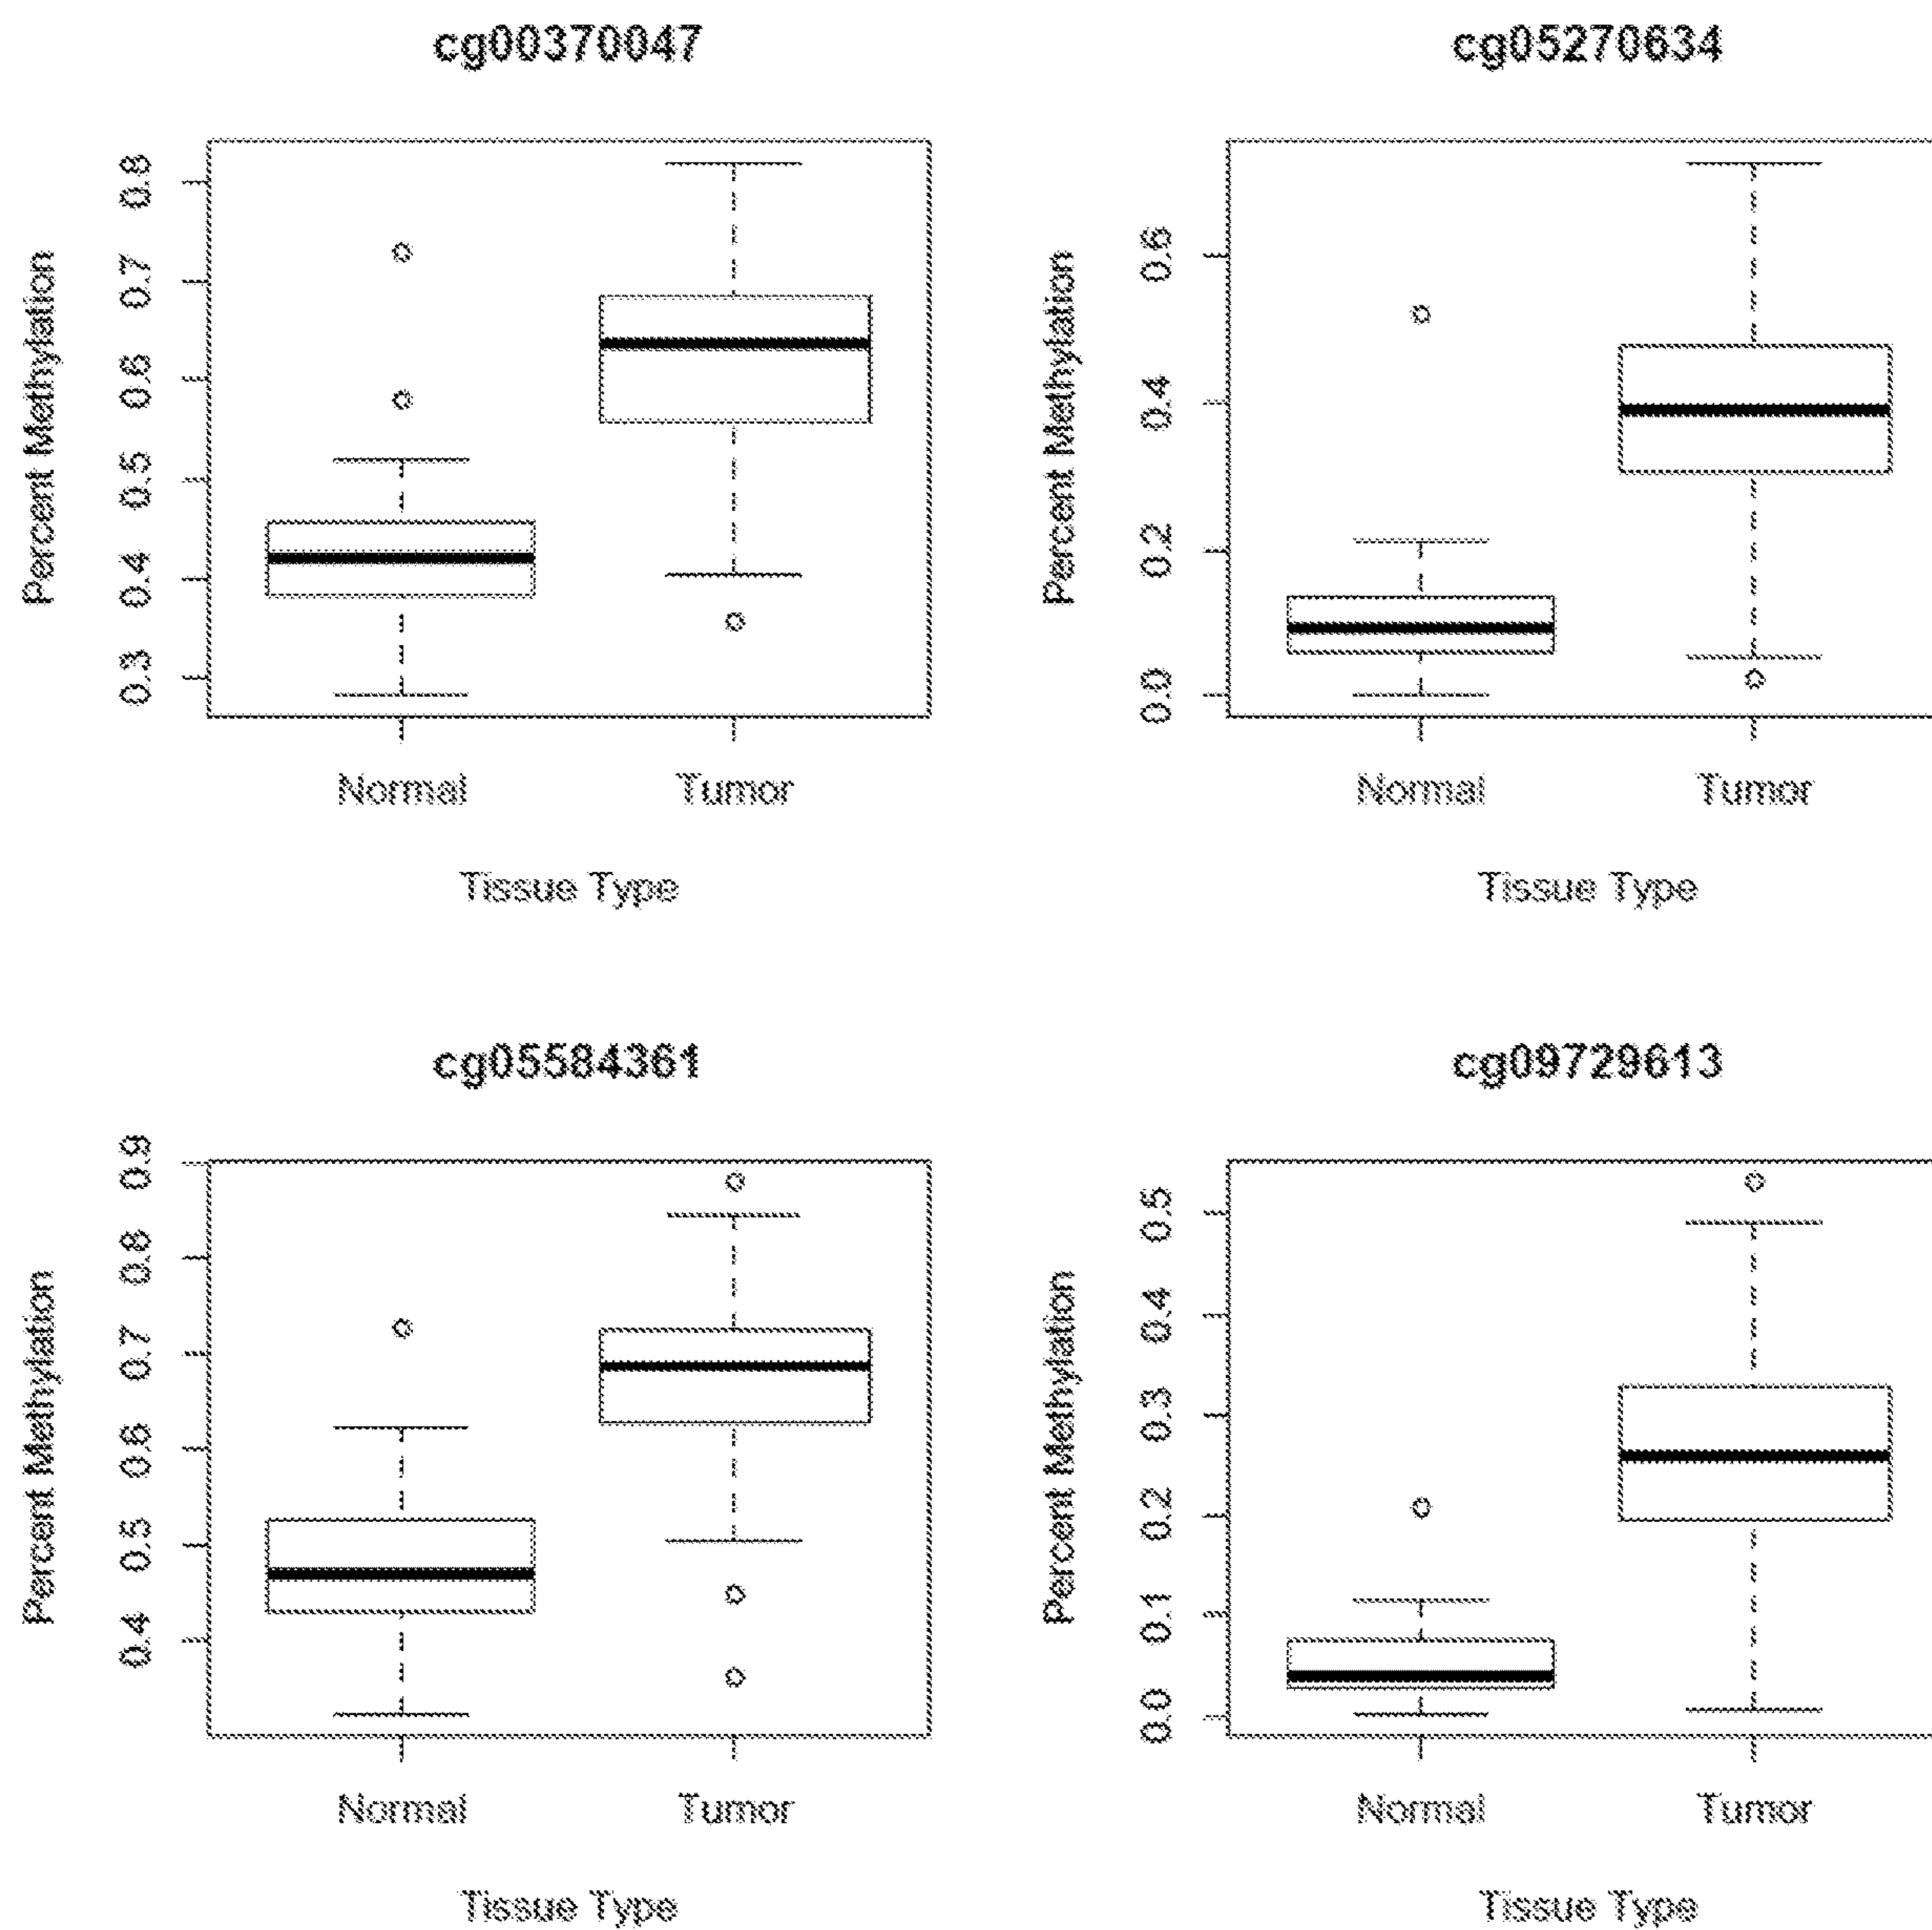 cg00370047
Percent Methylation
0.8
0.7
0.6
0.5
0.4
0.3
Normal Tumor
Tissue Type
cg05270634
Percent Methylation
0.6
0.4
0.2
0.0
Normal Tumor
Tissue Type
cg05584361
Percent Methylation
0.9
0.8
0.7
0.6
0.5
0.4
Normal Tumor
Tissue Type
cg09729613
Percent Methylation
0.5
0.4
0.3
0.2
0.1
0.0
Normal Tumor
Tissue Type